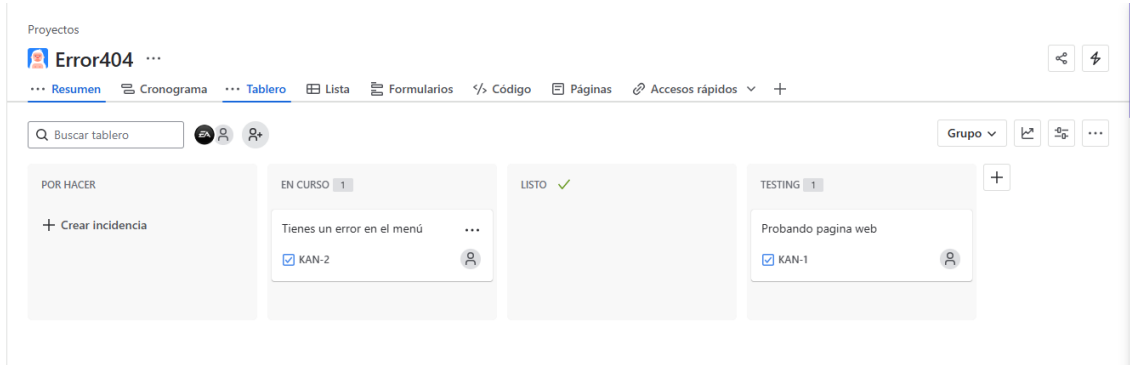 Proyectos
Error404
Resumen Cronograma Tablero Lista Formularios Código Páginas Accesos rápidos
Buscar tablero EA Grupo
POR HACER EN CURSO 1 LISTO TESTING 1
Crear incidencia Tienes un error en el menú Probando pagina web
KAN-2 KAN-1